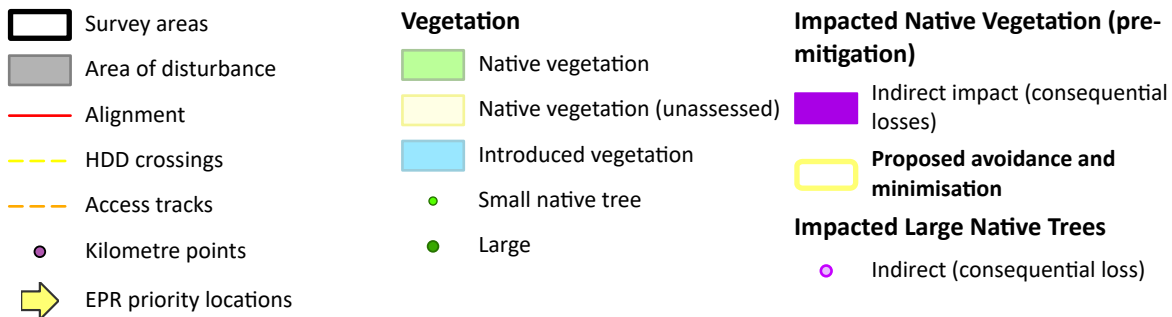 Survey areas
Area of disturbance
Alignment
HDD crossings
Access tracks
Kilometre points
EPR priority locations
Vegetation
Native vegetation
Native vegetation (unassessed)
Introduced vegetation
Small native tree
Large
Impacted Native Vegetation (pre-
mitigation)
Indirect impact (consequential
losses)
Proposed avoidance and
minimisation
Impacted Large Native Trees
Indirect (consequential loss)